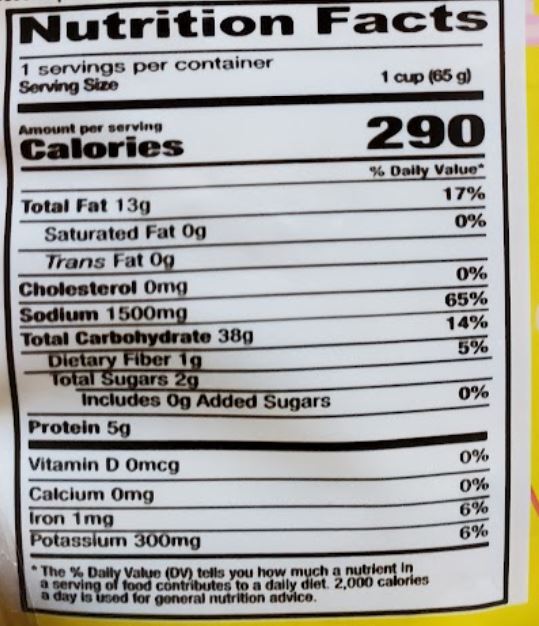 Nutrition Facts
1 servings per container
Serving Size 1 cup (65 g)
Amount per serving
Calories 290
% Daily Value*
Total Fat 13g 17%
Saturated Fat 0g 0%
Trans Fat 0g
Cholesterol 0mg 0%
Sodium 1500mg 65%
Total Carbohydrate 38g 14%
Dietary Fiber 1g 5%
Total Sugars 2g
Includes 0g Added Sugars 0%
Protein 5g
Vitamin D 0mcg 0%
Calcium 0mg 0%
Iron 1mg 6%
Potassium 300mg 6%
* The % Daily Value (DV) tells you how much a nutrient in
a serving of food contributes to a daily diet. 2,000 calories
a day is used for general nutrition advice.